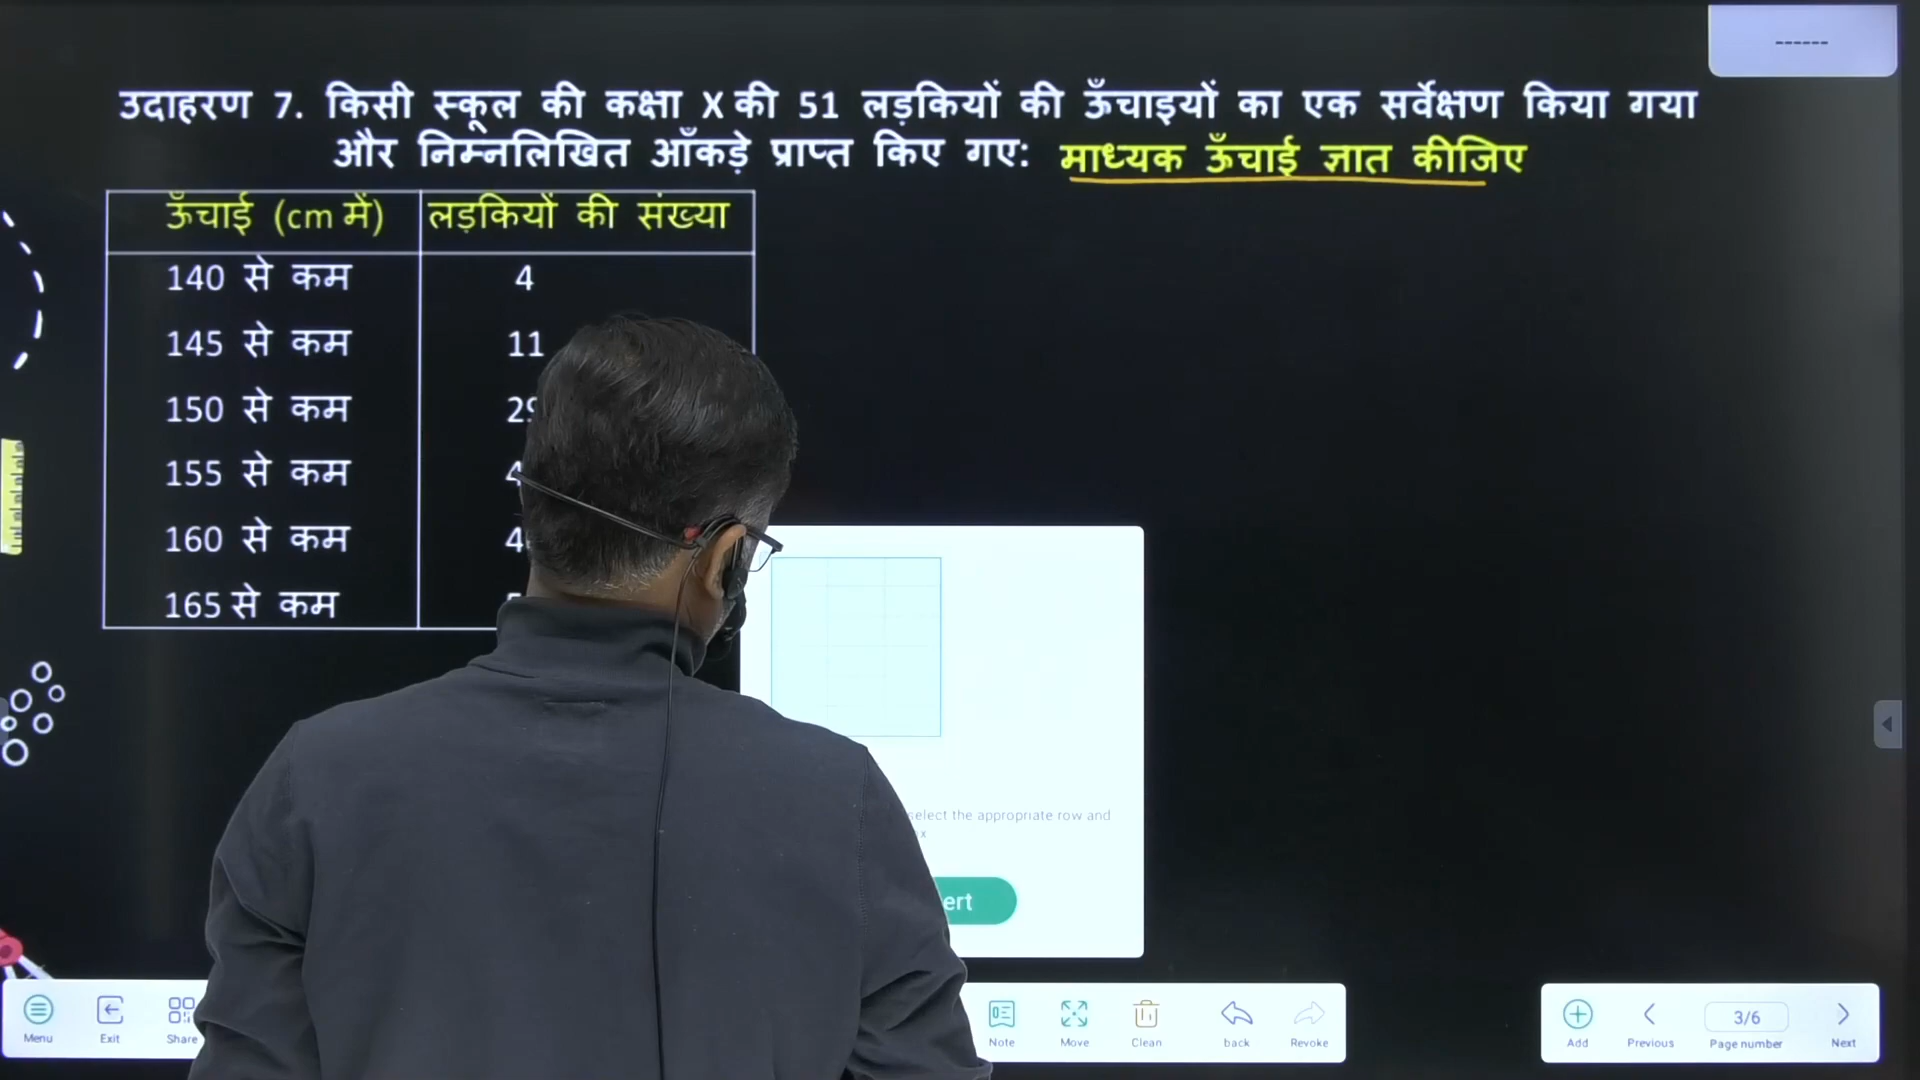 ------
उदाहरण 7. किसी स्कूल की कक्षा X की 51 लड़कियों की ऊँचाइयों का एक सर्वेक्षण किया गया
और निम्नलिखित आँकड़े प्राप्त किए गए: माध्यक ऊँचाई ज्ञात कीजिए
ऊँचाई (cm में) लड़कियों की संख्या
140 से कम 4
145 से कम 11
150 से कम
155 से कम
160 से कम
165 से कम
select the appropriate row and
Menu Exit Share Note Move Clean back Revoke Add Previous 3/6 Page number Next